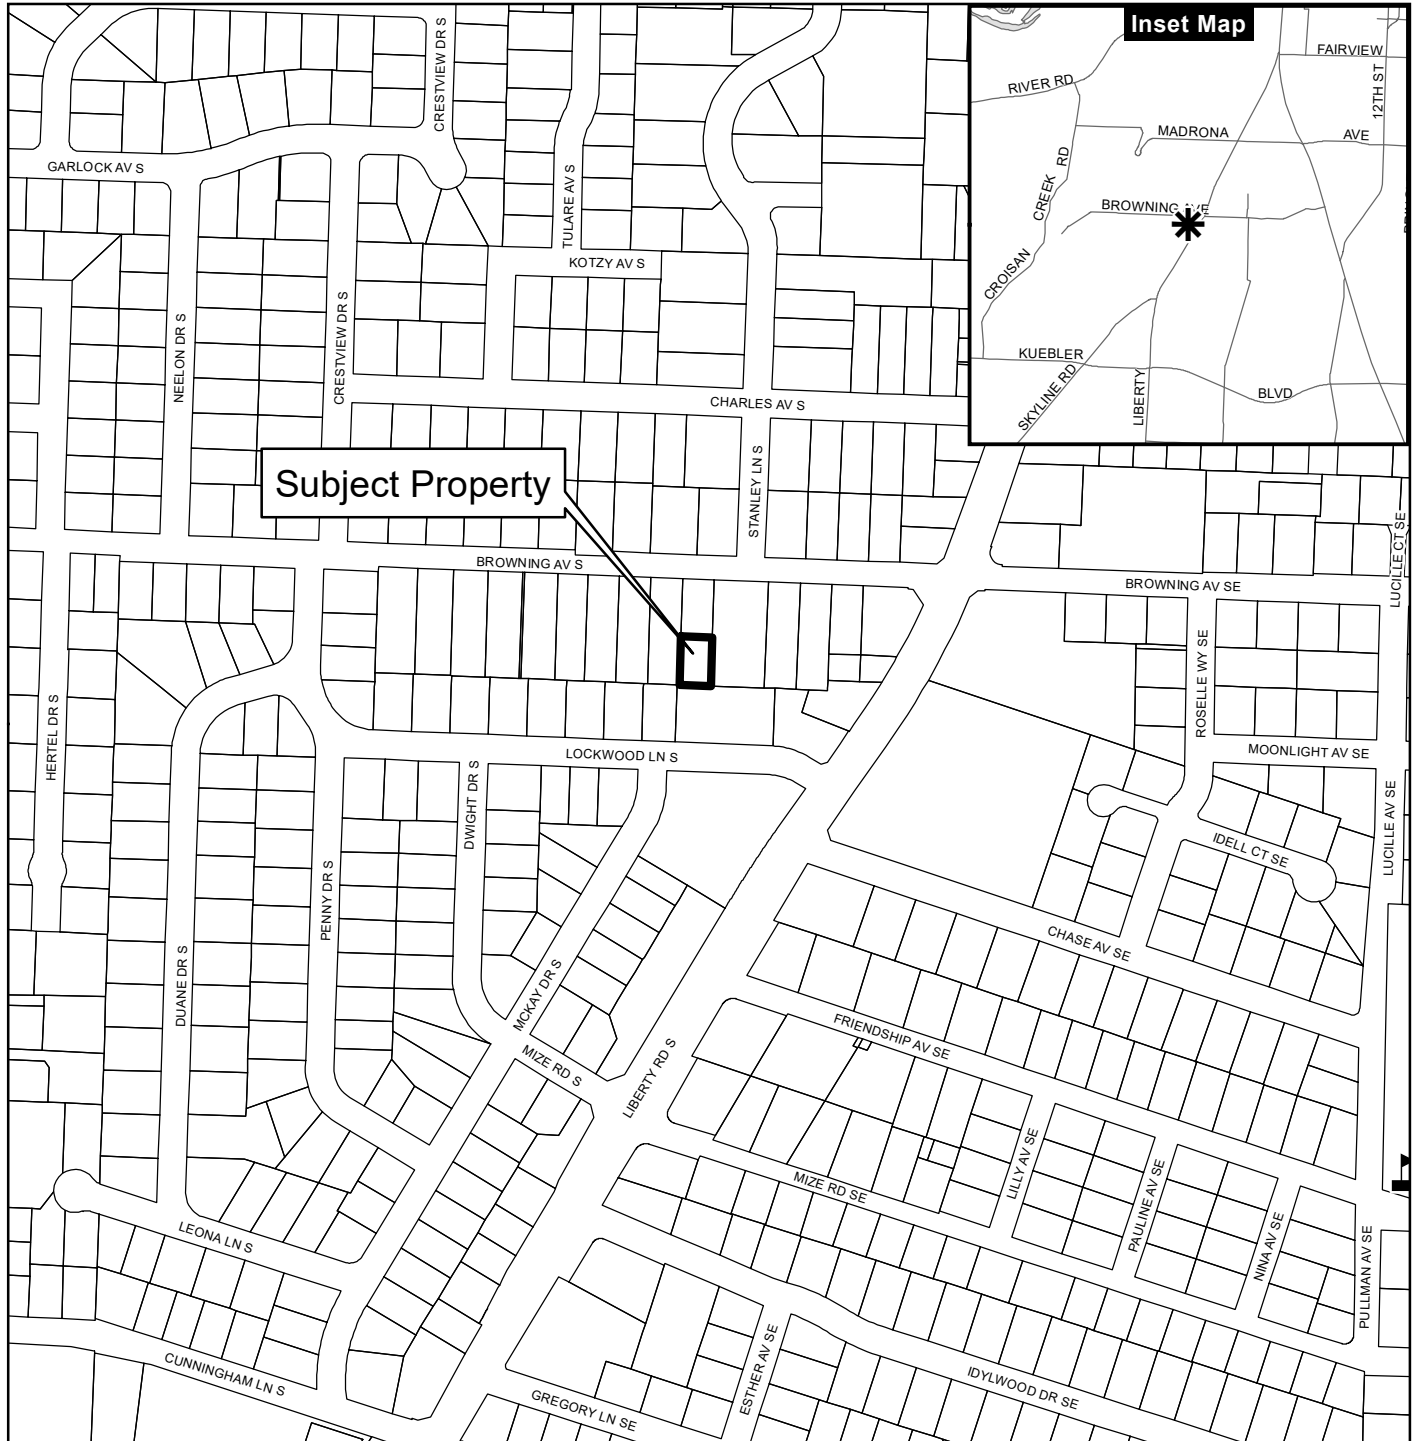 Inset Map
FAIRVIEW
12TH ST
RIVER RD
MADRONA
AVE
CREEK RD
BROWNING AVE
CROISAN
KUEBLER
BLVD
SKYLINE RD
LIBERTY
CRESTVIEW DR S
GARLOCK AV S
TULARE AV S
KOTZY AV S
NEELON DR S
CRESTVIEW DR S
CHARLES AV S
Subject Property
STANLEY LN S
LUCILLE CT SE
BROWNING AV S
BROWNING AV SE
ROSELLE WY SE
HERTEL DR S
LOCKWOOD LN S
MOONLIGHT AV SE
DWIGHT DR S
LUCILLE AV SE
IDELL CT SE
PENNY DR S
CHASE AV SE
DUANE DR S
MCKAY DR S
FRIENDSHIP AV SE
MIZE RD S
LIBERTY RD S
LILLY AV SE
MIZE RD SE
PAULINE AV SE
LEONA LN S
NINA AV SE
PULLMAN AV SE
CUNNINGHAM LN S
ESTHER AV SE
IDYLWOOD DR SE
GREGORY LN SE